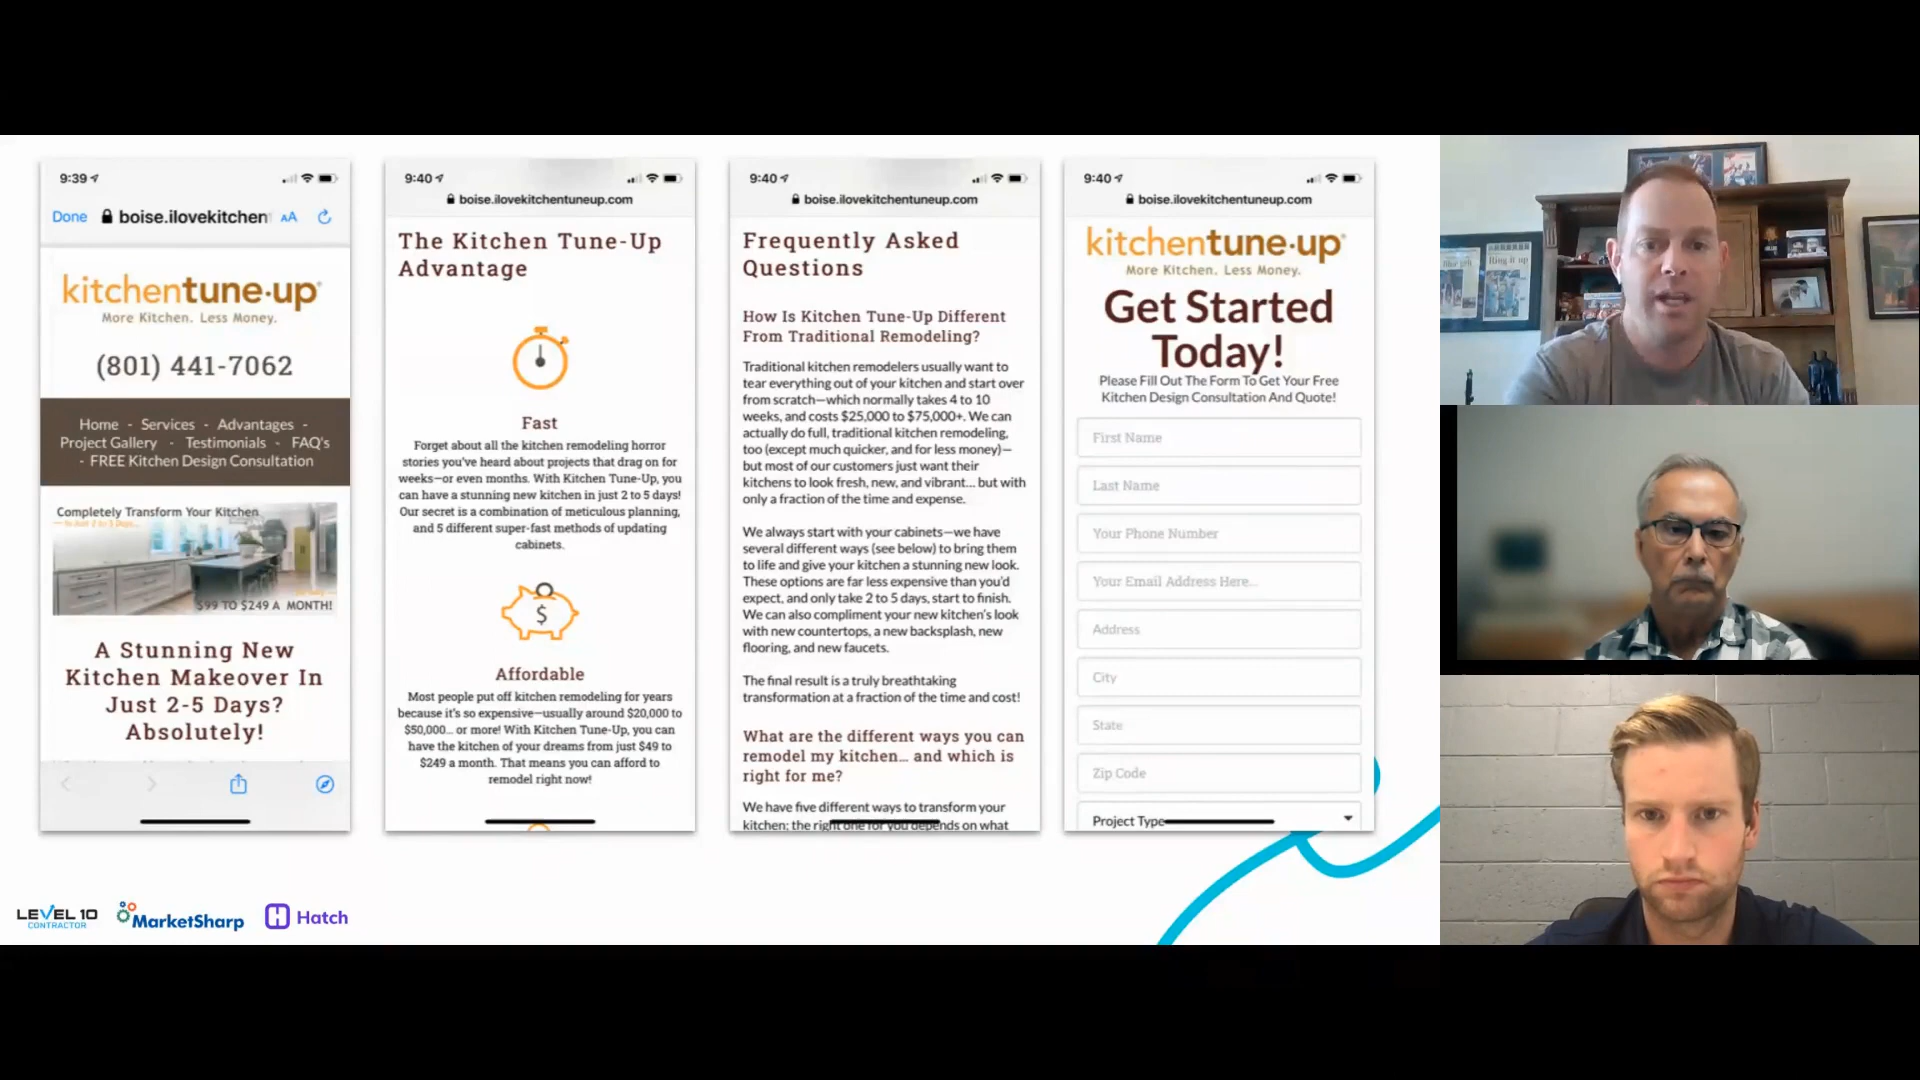 9:39
Done boise.ilovekitchen AA
kitchentune·up®
More Kitchen. Less Money.
(801) 441-7062
Home - Services - Advantages -
Project Gallery - Testimonials - FAQ's
- FREE Kitchen Design Consultation
Completely Transform Your Kitchen
$99 TO $249 A MONTH!
A Stunning New
Kitchen Makeover In
Just 2-5 Days?
Absolutely!
9:40
boise.ilovekitchentuneup.com
The Kitchen Tune-Up
Advantage
Fast
Forget about all the kitchen remodeling horror
stories you've heard about projects that drag on for
weeks—or even months. With Kitchen Tune-Up, you
can have a stunning new kitchen in just 2 to 5 days!
Our secret is a combination of meticulous planning,
and 5 different super-fast methods of updating
cabinets.
$
Affordable
Most people put off kitchen remodeling for years
because it's so expensive—usually around $20,000 to
$50,000... or more! With Kitchen Tune-Up, you can
have the kitchen of your dreams from just $49 to
$249 a month. That means you can afford to
remodel right now!
9:40
boise.ilovekitchentuneup.com
Frequently Asked
Questions
How Is Kitchen Tune-Up Different
From Traditional Remodeling?
Traditional kitchen remodelers usually want to
tear everything out of your kitchen and start over
from scratch—which normally takes 4 to 10
weeks, and costs $25,000 to $75,000+. We can
actually do full, traditional kitchen remodeling,
too (except much quicker, and for less money)—
but most of our customers just want their
kitchens to look fresh, new, and vibrant... but with
only a fraction of the time and expense.
We always start with your cabinets—we have
several different ways (see below) to bring them
to life and give your kitchen a stunning new look.
These options are far less expensive than you'd
expect, and only take 2 to 5 days, start to finish.
We can also compliment your new kitchen's look
with new countertops, a new backsplash, new
flooring, and new faucets.
The final result is a truly breathtaking
transformation at a fraction of the time and cost!
What are the different ways you can
remodel my kitchen... and which is
right for me?
We have five different ways to transform your
kitchen; the right one for you depends on what
9:40
boise.ilovekitchentuneup.com
kitchentune·up®
More Kitchen. Less Money.
Get Started
Today!
Please Fill Out The Form To Get Your Free
Kitchen Design Consultation And Quote!
First Name
Last Name
Your Phone Number
Your Email Address Here...
Address
City
State
Zip Code
Project Type
LEVEL 10
CONTRACTOR
MarketSharp
Hatch